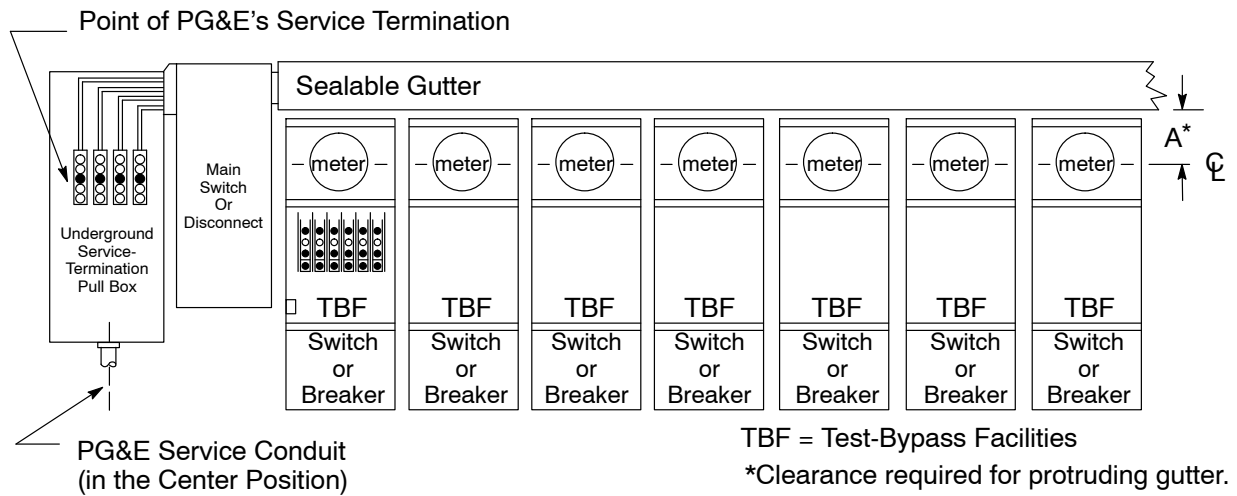 Point of PG&E's Service Termination
Sealable Gutter
A*
℄
meter meter meter meter meter meter meter
Main
Switch
Or
Disconnect
Underground
Service-
Termination
Pull Box
TBF TBF TBF TBF TBF TBF TBF
Switch Switch Switch Switch Switch Switch Switch
or or or or or or or
Breaker Breaker Breaker Breaker Breaker Breaker Breaker
PG&E Service Conduit
(in the Center Position)
TBF = Test-Bypass Facilities
*Clearance required for protruding gutter.